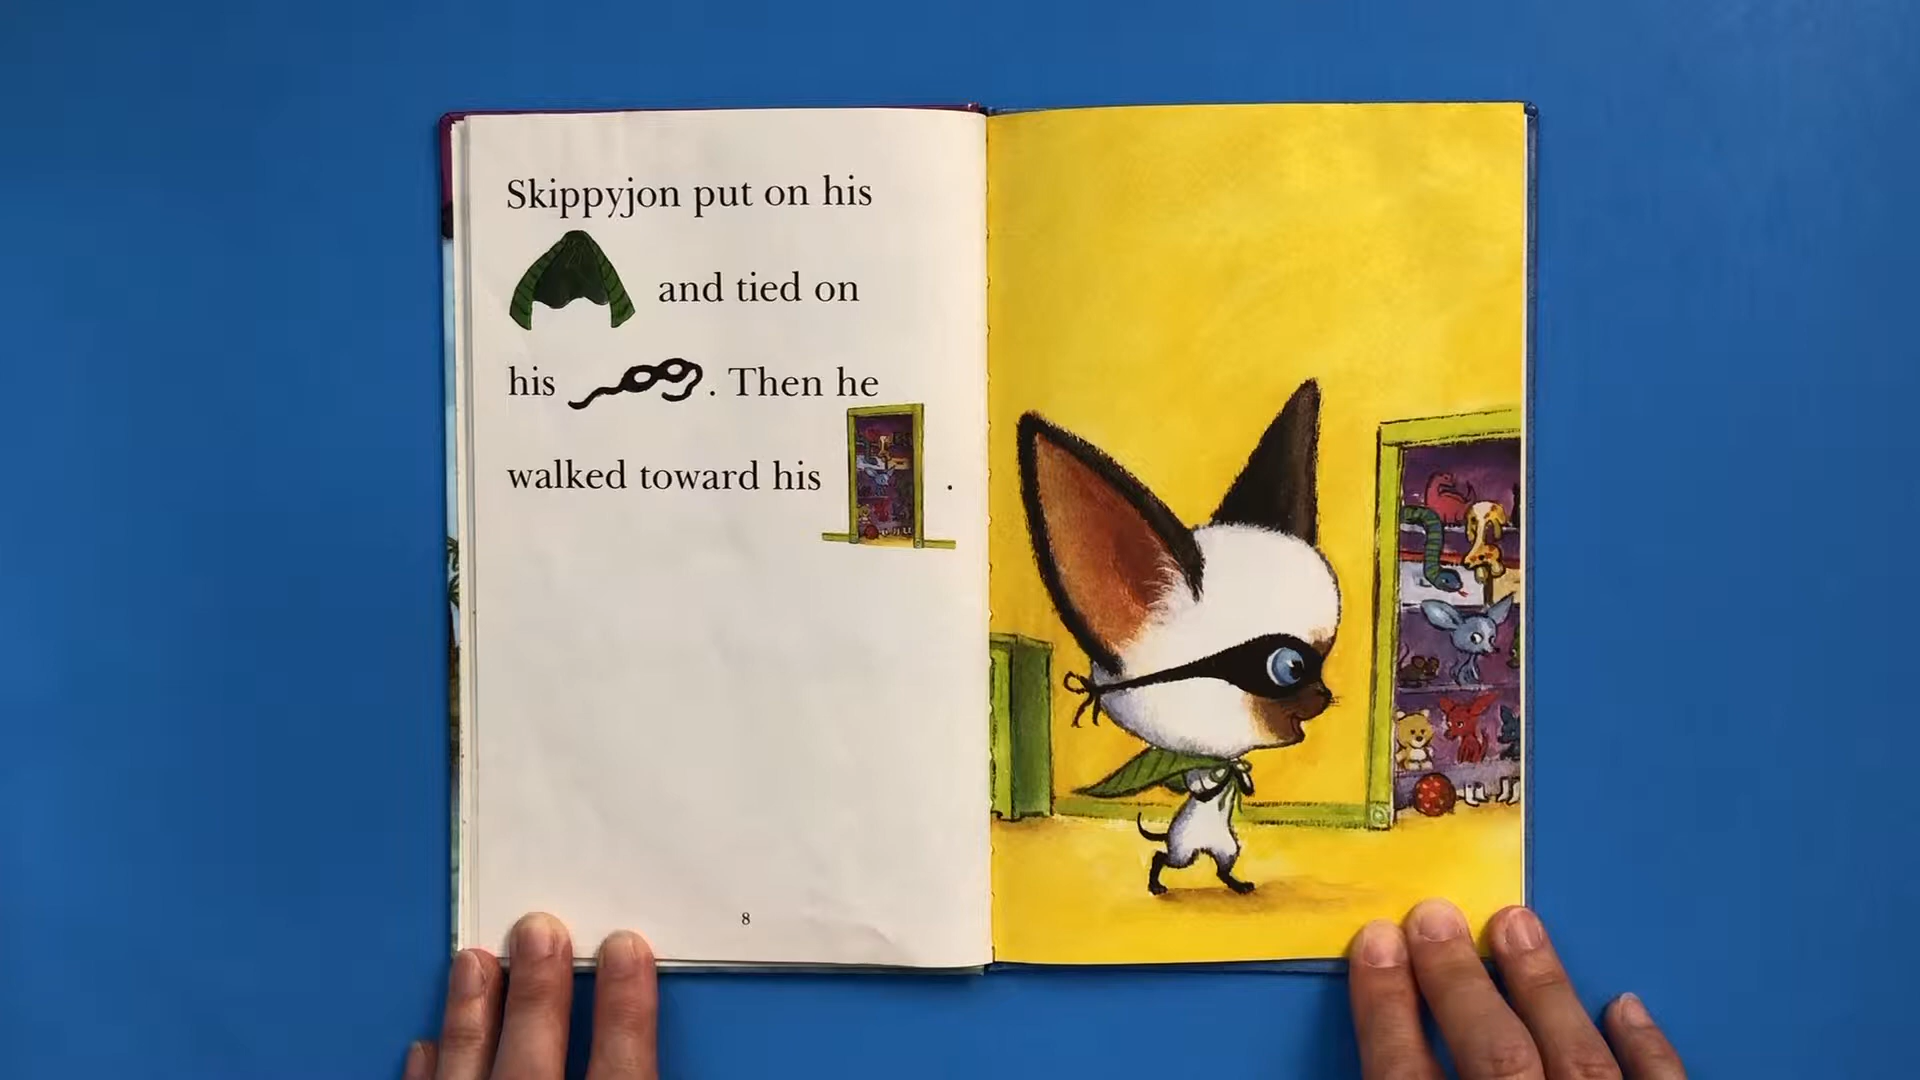 Skippyjon put on his
and tied on
his . Then he
walked toward his .
8